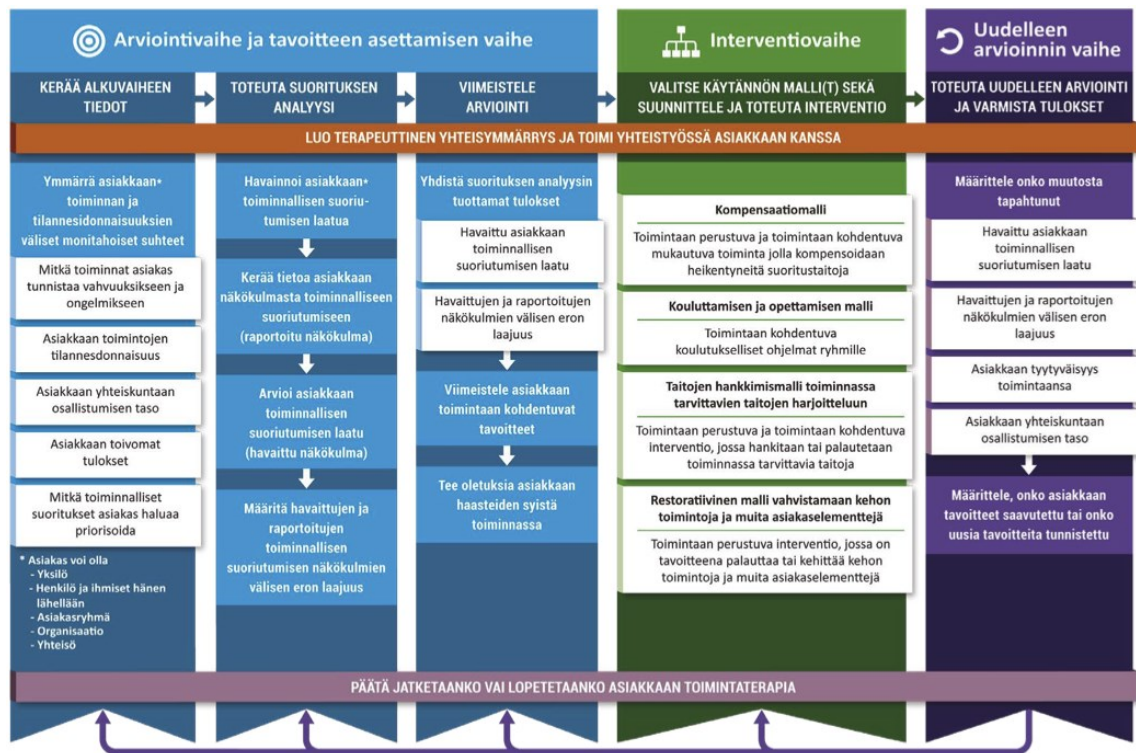 Arviointivaihe ja tavoitteen asettamisen vaihe
Interventiovaihe
Uudelleen
arvioinnin vaihe
KERÄÄ ALKUVAIHEEN
TIEDOT
TOTEUTA SUORITUKSEN
ANALYYSI
VIIMEISTELE
ARVIOINTI
VALITSE KÄYTÄNNÖN MALLI(T) SEKÄ
SUUNNITTELE JA TOTEUTA INTERVENTIO
TOTEUTA UUDELLEEN ARVIOINTI
JA VARMISTA TULOKSET
LUO TERAPEUTTINEN YHTEISYMMÄRRYS JA TOIMI YHTEISTYÖSSÄ ASIAKKAAN KANSSA
Ymmärrä asiakkaan*
toiminnan ja
tilannesidonnaisuuksien
väliset monitahoiset suhteet
Mitkä toiminnat asiakas
tunnistaa vahvuuksikseen ja
ongelmikseen
Asiakkaan toimintojen
tilannesdonnaisuus
Asiakkaan yhteiskuntaan
osallistumisen taso
Asiakkaan toivomat
tulokset
Mitkä toiminnalliset
suoritukset asiakas haluaa
priorisoida
* Asiakas voi olla
- Yksilö
- Henkilö ja ihmiset hänen
lähellään
- Asiakasryhmä
- Organisaatio
- Yhteisö
Havainnoi asiakkaan*
toiminnallisen suoriu-
tumisen laatua
Kerää tietoa asiakkaan
näkökulmasta toiminnalliseen
suoriutumiseen
(raportoitu näkökulma)
Arvioi asiakkaan
toiminnallisen
suoriutumisen laatu
(havaittu näkökulma)
Määritä havaittujen ja
raportoitujen
toiminnallisen
suoriutumisen näkökulmien
välisen eron laajuus
Yhdistä suorituksen analyysin
tuottamat tulokset
Havaittu asiakkaan
toiminnallisen
suoriutumisen laatu
Havaittujen ja raportoitujen
näkökulmien välisen eron
laajuus
Viimeistele asiakkaan
toimintaan kohdentuvat
tavoitteet
Tee oletuksia asiakkaan
haasteiden syistä
toiminnassa
Kompensaatiomalli
Toimintaan perustuva ja toimintaan kohdentuva
mukautuva toiminta jolla kompensoidaan
heikentyneitä suoritustaitoja
Kouluttamisen ja opettamisen malli
Toimintaan kohdentuva
koulutukselliset ohjelmat ryhmille
Taitojen hankkimismalli toiminnassa
tarvittavien taitojen harjoitteluun
Toimintaan perustuva ja toimintaan kohdentuva
interventio, jossa hankitaan tai palautetaan
toiminnassa tarvittavia taitoja
Restoratiivinen malli vahvistamaan kehon
toimintoja ja muita asiakaselementtejä
Toimintaan perustuva interventio, jossa on
tavoitteena palauttaa tai kehittää kehon
toimintoja ja muita asiakaselementtejä
Määrittele onko muutosta
tapahtunut
Havaittu asiakkaan
toiminnallisen
suoriutumisen laatu
Havaittujen ja raportoitujen
näkökulmien välisen eron
laajuus
Asiakkaan tyytyväisyys
toimintaansa
Asiakkaan yhteiskuntaan
osallistumisen taso
Määrittele, onko asiakkaan
tavoitteet saavutettu tai onko
uusia tavoitteita tunnistettu
PÄÄTÄ JATKETAANKO VAI LOPETETAANKO ASIAKKAAN TOIMINTATERAPIA